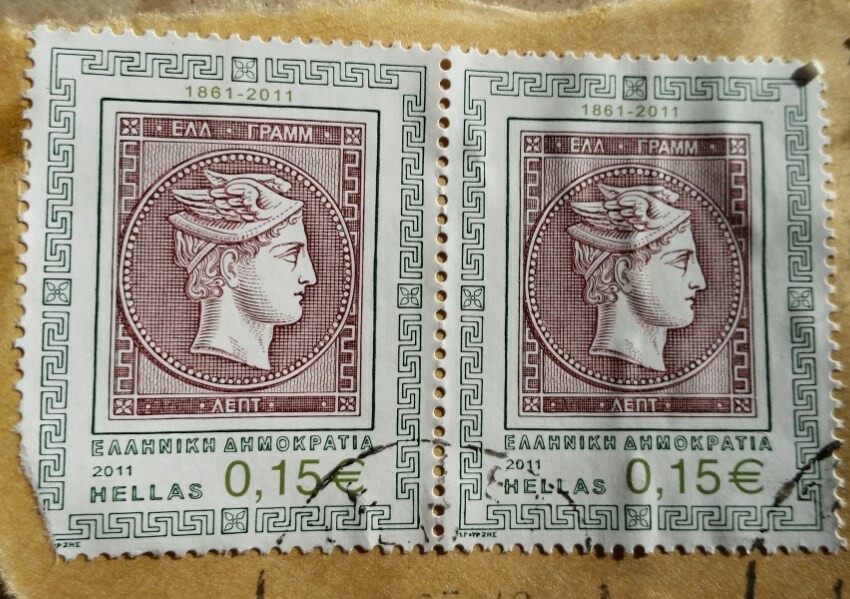 1861-2011
ΕΛΛ · ΓΡΑΜΜ ·
· ΛΕΠΤ ·
ΕΛΛΗΝΙΚΗ ΔΗΜΟΚΡΑΤΙΑ
2011
HELLAS 0,15€
1861-2011
ΕΛΛ · ΓΡΑΜΜ ·
· ΛΕΠΤ ·
ΕΛΛΗΝΙΚΗ ΔΗΜΟΚΡΑΤΙΑ
2011
HELLAS 0,15€